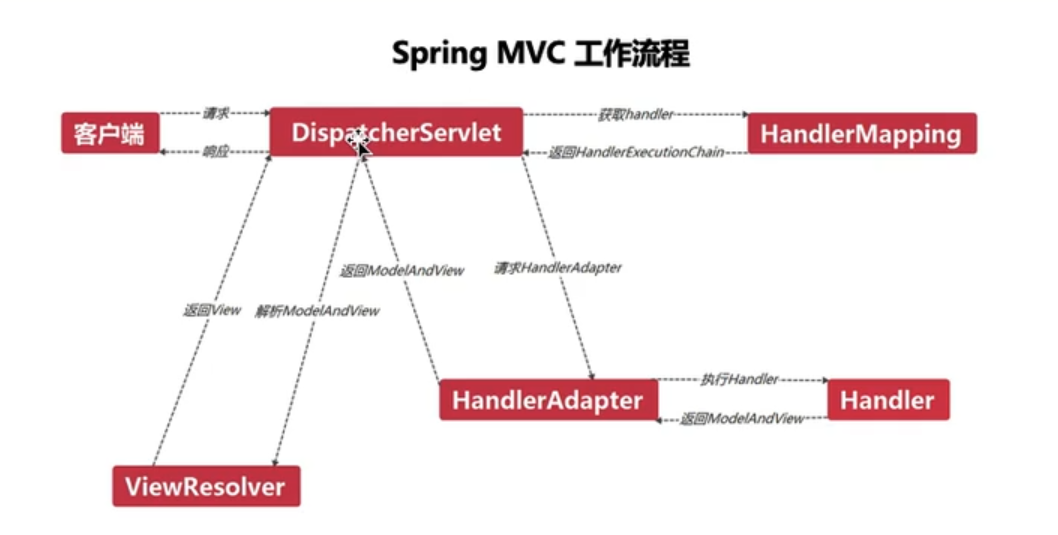 Spring MVC 工作流程
请求
获取handler
客户端
DispatcherServlet
HandlerMapping
响应
返回HandlerExecutionChain
返回ModelAndView
请求HandlerAdapter
返回View
解析ModelAndView
执行Handler
HandlerAdapter
Handler
返回ModelAndView
ViewResolver